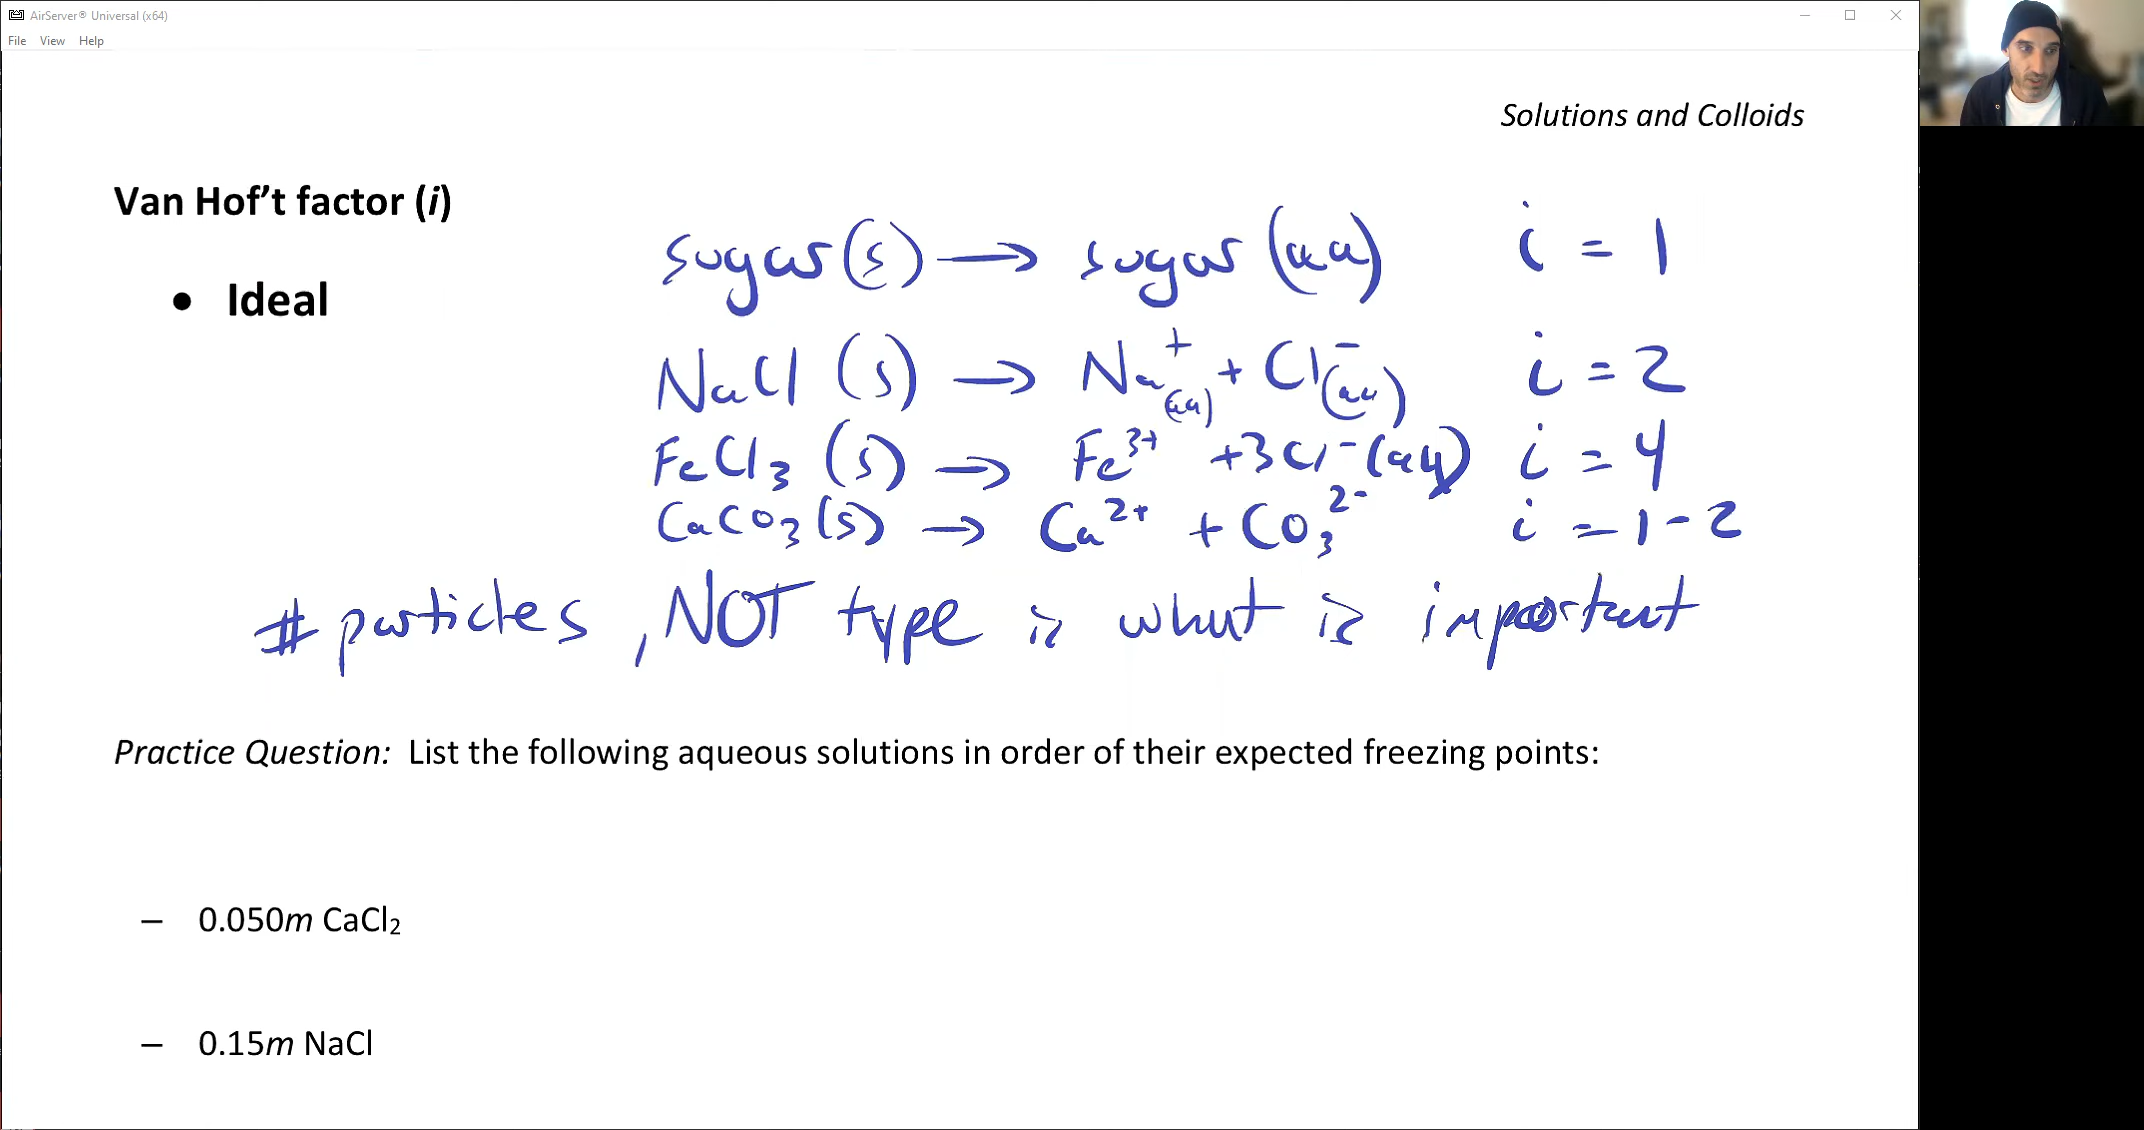 AirServer® Universal (x64)
File View Help
Solutions and Colloids
Van Hof’t factor (i)
sugar(s) → sugar (aq) i = 1
• Ideal
NaCl (s) → Na⁺(aq) + Cl⁻(aq) i = 2
FeCl₃ (s) → Fe³⁺ + 3Cl⁻(aq) i = 4
CaCO₃(s) → Ca²⁺ + CO₃²⁻ i = 1 - 2
# particles, NOT type is what is important
Practice Question: List the following aqueous solutions in order of their expected freezing points:
– 0.050m CaCl₂
– 0.15m NaCl